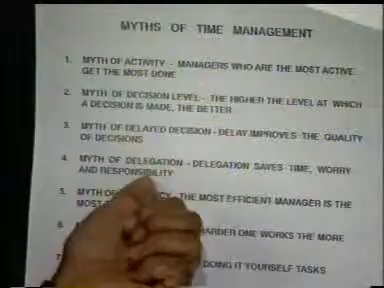 MYTHS OF TIME MANAGEMENT
1. MYTH OF ACTIVITY - MANAGERS WHO ARE THE MOST ACTIVE
GET THE MOST DONE
2. MYTH OF DECISION LEVEL - THE HIGHER THE LEVEL AT WHICH
A DECISION IS MADE, THE BETTER
3. MYTH OF DELAYED DECISION - DELAY IMPROVES THE QUALITY
OF DECISIONS
4. MYTH OF DELEGATION - DELEGATION SAVES TIME, WORRY
AND RESPONSIBILITY
5. MYTH OF - THE MOST EFFICIENT MANAGER IS THE
MOST
HARDER ONE WORKS THE MORE
DOING IT YOURSELF TASKS